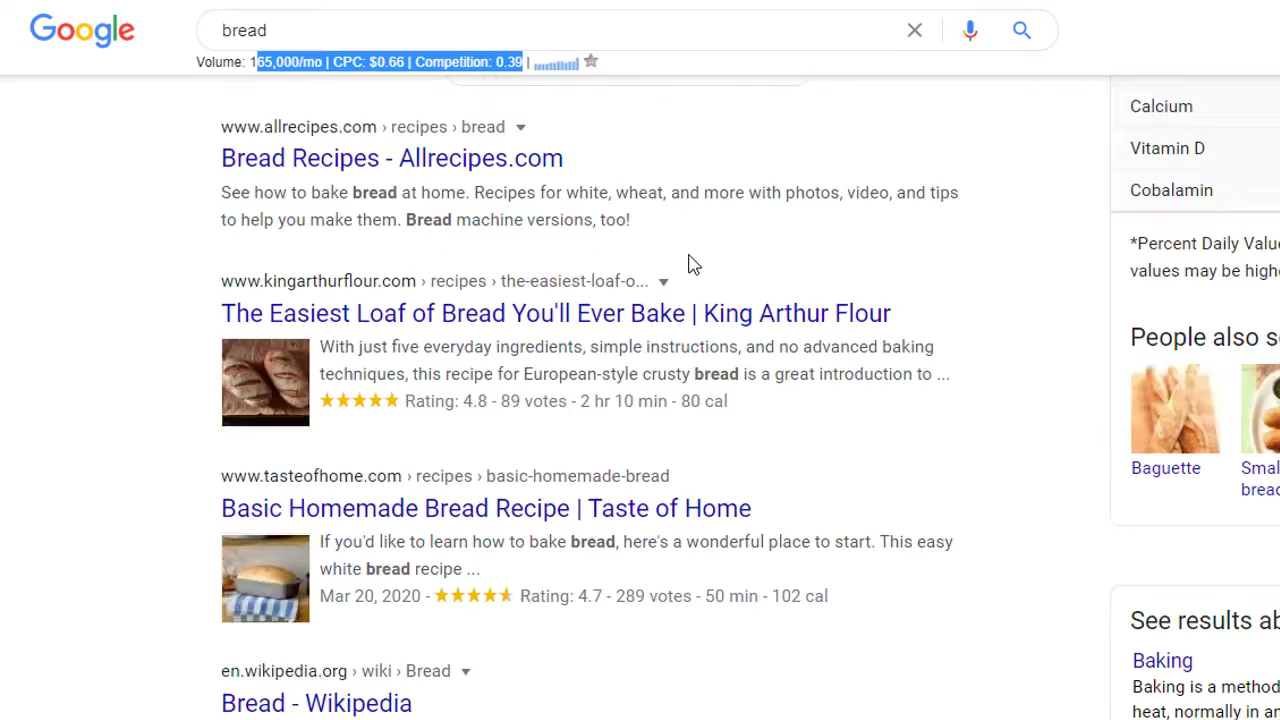 Google
bread
Volume: 165,000/mo | CPC: $0.66 | Competition: 0.39 |
www.allrecipes.com › recipes › bread
Bread Recipes - Allrecipes.com
See how to bake bread at home. Recipes for white, wheat, and more with photos, video, and tips
to help you make them. Bread machine versions, too!
www.kingarthurflour.com › recipes › the-easiest-loaf-o...
The Easiest Loaf of Bread You'll Ever Bake | King Arthur Flour
With just five everyday ingredients, simple instructions, and no advanced baking
techniques, this recipe for European-style crusty bread is a great introduction to ...
Rating: 4.8 - 89 votes - 2 hr 10 min - 80 cal
www.tasteofhome.com › recipes › basic-homemade-bread
Basic Homemade Bread Recipe | Taste of Home
If you'd like to learn how to bake bread, here's a wonderful place to start. This easy
white bread recipe ...
Mar 20, 2020 - Rating: 4.7 - 289 votes - 50 min - 102 cal
en.wikipedia.org › wiki › Bread
Bread - Wikipedia
Calcium
Vitamin D
Cobalamin
*Percent Daily Valu
values may be highe
People also s
Baguette
Smal
bread
See results ab
Baking
Baking is a method
heat, normally in an